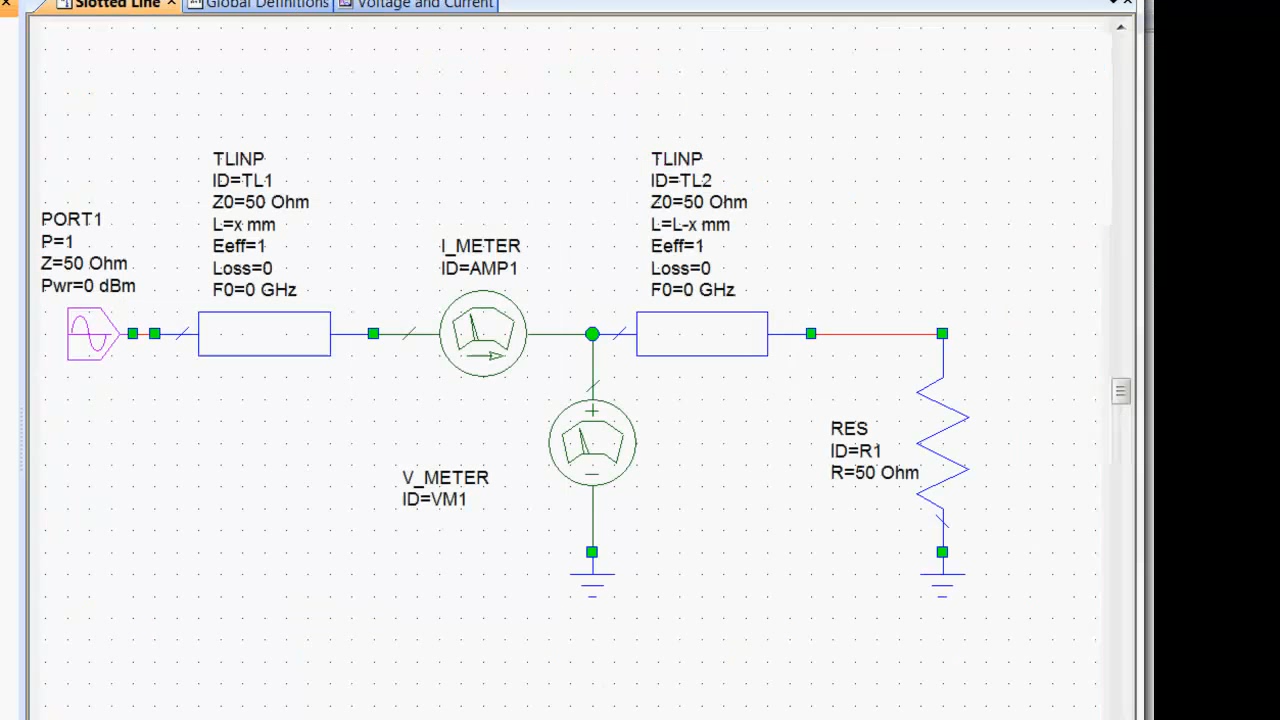 Slotted Line
Global Definitions
Voltage and Current
TLINP
ID=TL1
Z0=50 Ohm
L=x mm
Eeff=1
Loss=0
F0=0 GHz
TLINP
ID=TL2
Z0=50 Ohm
L=L-x mm
Eeff=1
Loss=0
F0=0 GHz
PORT1
P=1
Z=50 Ohm
Pwr=0 dBm
I_METER
ID=AMP1
RES
ID=R1
R=50 Ohm
V_METER
ID=VM1